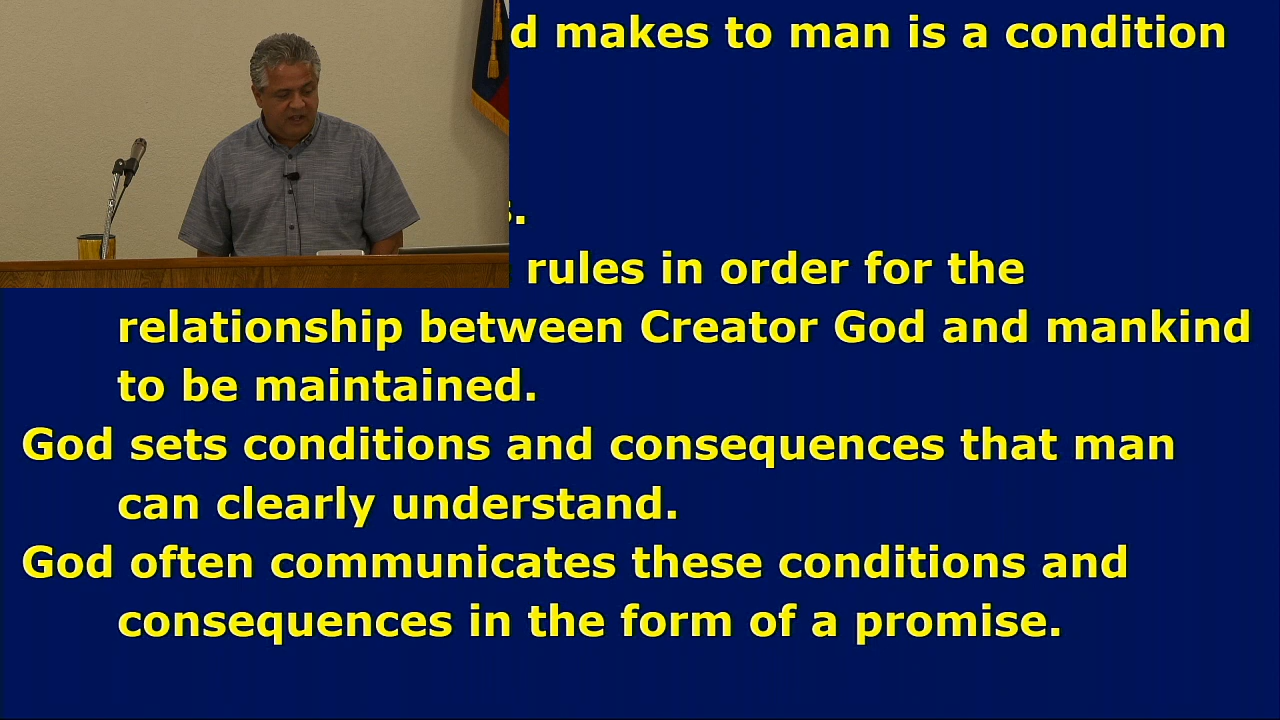 d makes to man is a condition
rules in order for the
relationship between Creator God and mankind
to be maintained.
God sets conditions and consequences that man
can clearly understand.
God often communicates these conditions and
consequences in the form of a promise.